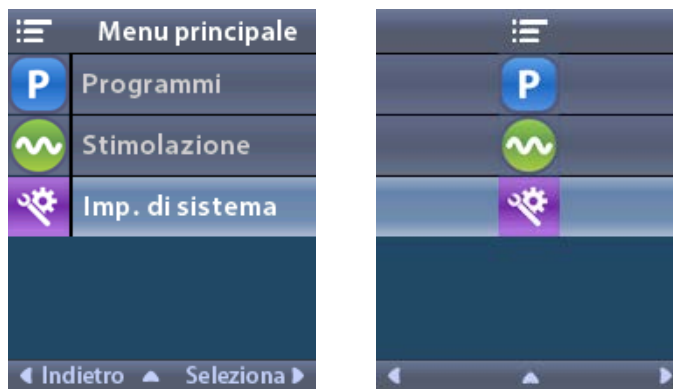 Menu principale
P Programmi
Stimolazione
Imp. di sistema
Indietro Seleziona
P